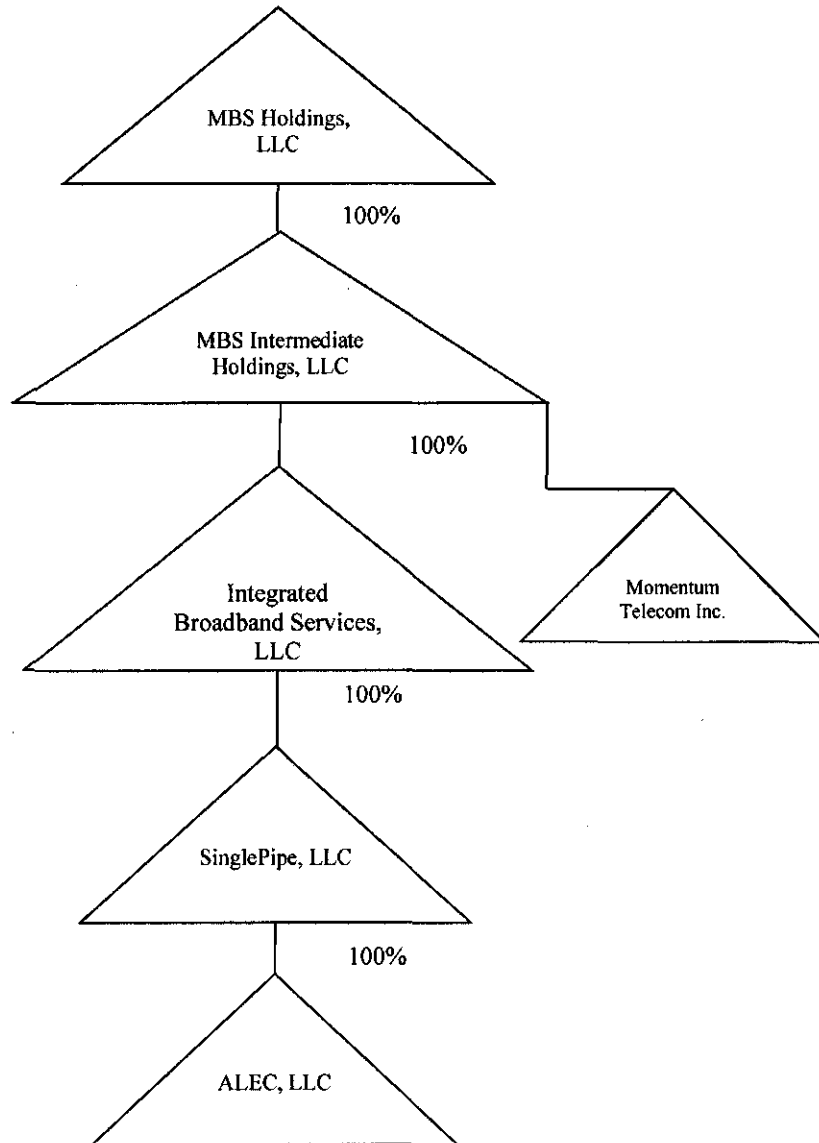 MBS Holdings,
LLC
100%
MBS Intermediate
Holdings, LLC
100%
Integrated
Broadband Services,
LLC
Momentum
Telecom Inc.
100%
SinglePipe, LLC
100%
ALEC, LLC